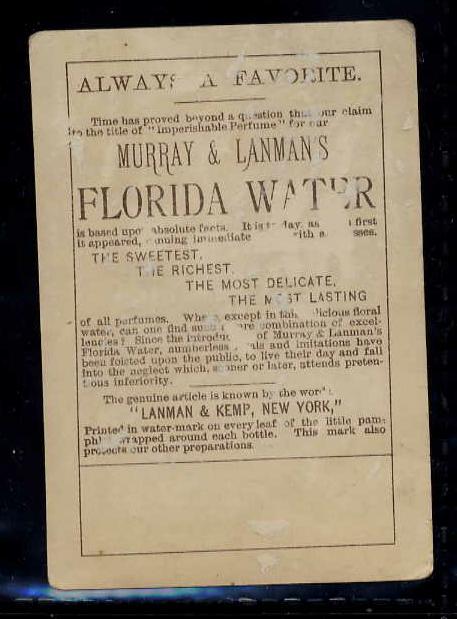 ALWAYS A FAVORITE.
Time has proved beyond a question that our claim
to the title of "Imperishable Perfume" for our
MURRAY & LANMAN'S
FLORIDA WATER
is based upon absolute facts. It is to-day, as first
it appeared, immediate with
THE SWEETEST,
THE RICHEST,
THE MOST DELICATE,
THE MOST LASTING
of all perfumes. Where, except in this delicious floral
water, can one find such combination of excel-
lencies? Since the introduc of Murray & Lanman's
Florida Water, numberless and imitations have
been foisted upon the public, to live their day and fall
into the neglect which, sooner or later, attends preten-
tious inferiority.
The genuine article is known by the words
"LANMAN & KEMP, NEW YORK,"
Printed in water-mark on every leaf of the little pam-
phlet wrapped around each bottle. This mark also
protects our other preparations.